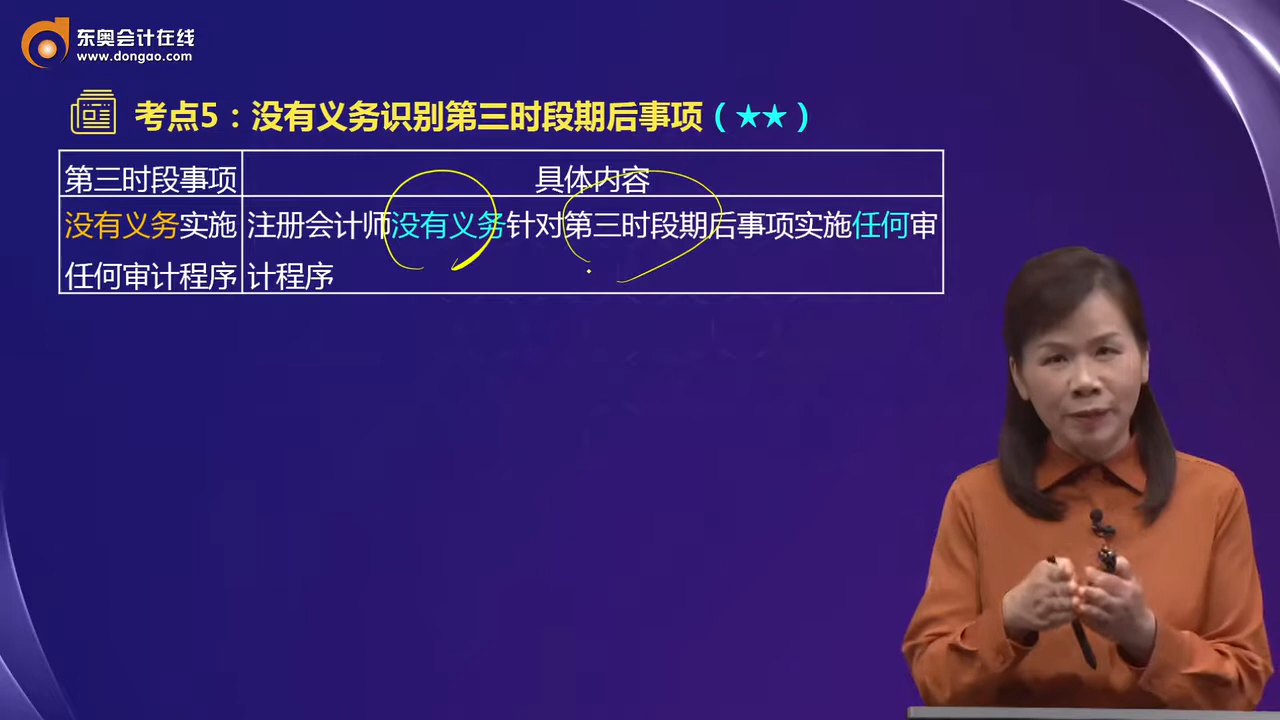 东奥会计在线
www.dongao.com
考点5：没有义务识别第三时段期后事项（★★）
第三时段事项
具体内容
没有义务实施
任何审计程序
注册会计师没有义务针对第三时段期后事项实施任何审
计程序